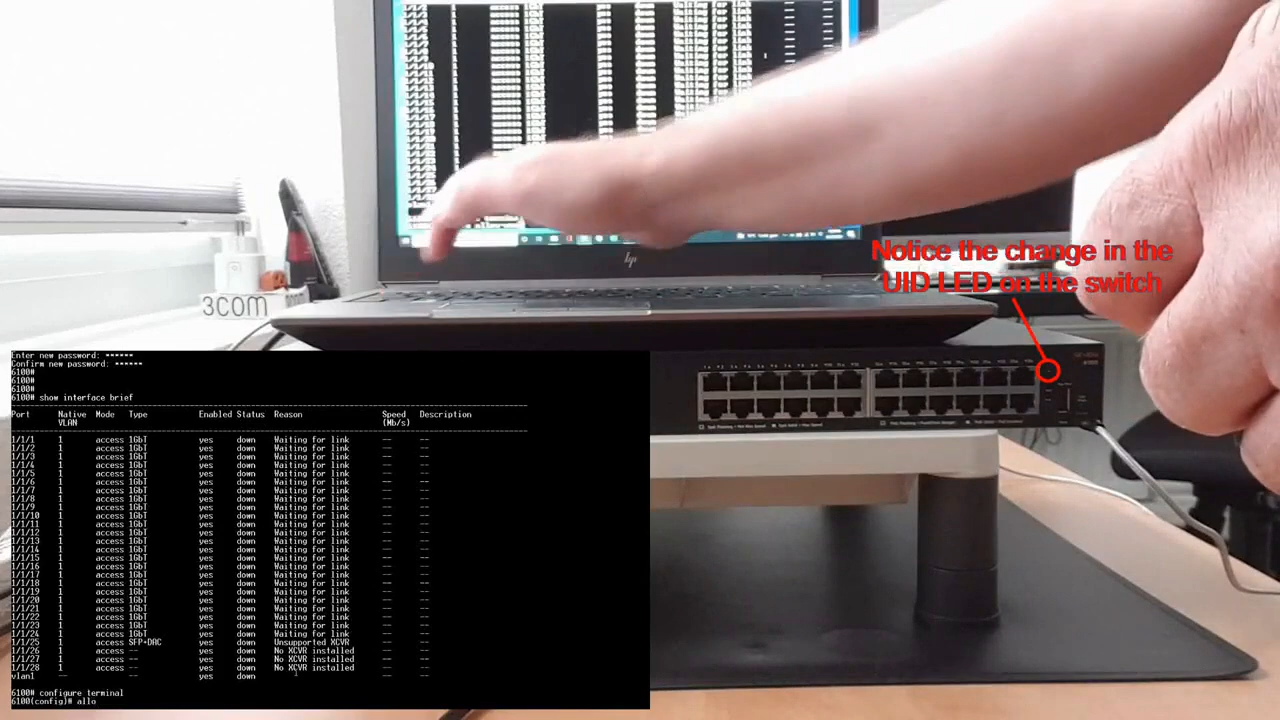 Notice the change in the
UID LED on the switch
3com
hp
Enter new password: ******
Confirm new password: ******
6100#
6100#
6100#
6100# show interface brief
Port Native Mode Type Enabled Status Reason Speed Description
VLAN (Mb/s)
1/1/1 1 access 1GbT yes down Waiting for link -- --
1/1/2 1 access 1GbT yes down Waiting for link -- --
1/1/3 1 access 1GbT yes down Waiting for link -- --
1/1/4 1 access 1GbT yes down Waiting for link -- --
1/1/5 1 access 1GbT yes down Waiting for link -- --
1/1/6 1 access 1GbT yes down Waiting for link -- --
1/1/7 1 access 1GbT yes down Waiting for link -- --
1/1/8 1 access 1GbT yes down Waiting for link -- --
1/1/9 1 access 1GbT yes down Waiting for link -- --
1/1/10 1 access 1GbT yes down Waiting for link -- --
1/1/11 1 access 1GbT yes down Waiting for link -- --
1/1/12 1 access 1GbT yes down Waiting for link -- --
1/1/13 1 access 1GbT yes down Waiting for link -- --
1/1/14 1 access 1GbT yes down Waiting for link -- --
1/1/15 1 access 1GbT yes down Waiting for link -- --
1/1/16 1 access 1GbT yes down Waiting for link -- --
1/1/17 1 access 1GbT yes down Waiting for link -- --
1/1/18 1 access 1GbT yes down Waiting for link -- --
1/1/19 1 access 1GbT yes down Waiting for link -- --
1/1/20 1 access 1GbT yes down Waiting for link -- --
1/1/21 1 access 1GbT yes down Waiting for link -- --
1/1/22 1 access 1GbT yes down Waiting for link -- --
1/1/23 1 access 1GbT yes down Waiting for link -- --
1/1/24 1 access 1GbT yes down Waiting for link -- --
1/1/25 1 access SFP+DAC yes down Unsupported XCVR -- --
1/1/26 1 access -- yes down No XCVR installed -- --
1/1/27 1 access -- yes down No XCVR installed -- --
1/1/28 1 access -- yes down No XCVR installed -- --
vlan1 -- yes down -- --
6100# configure terminal
6100(config)# allo